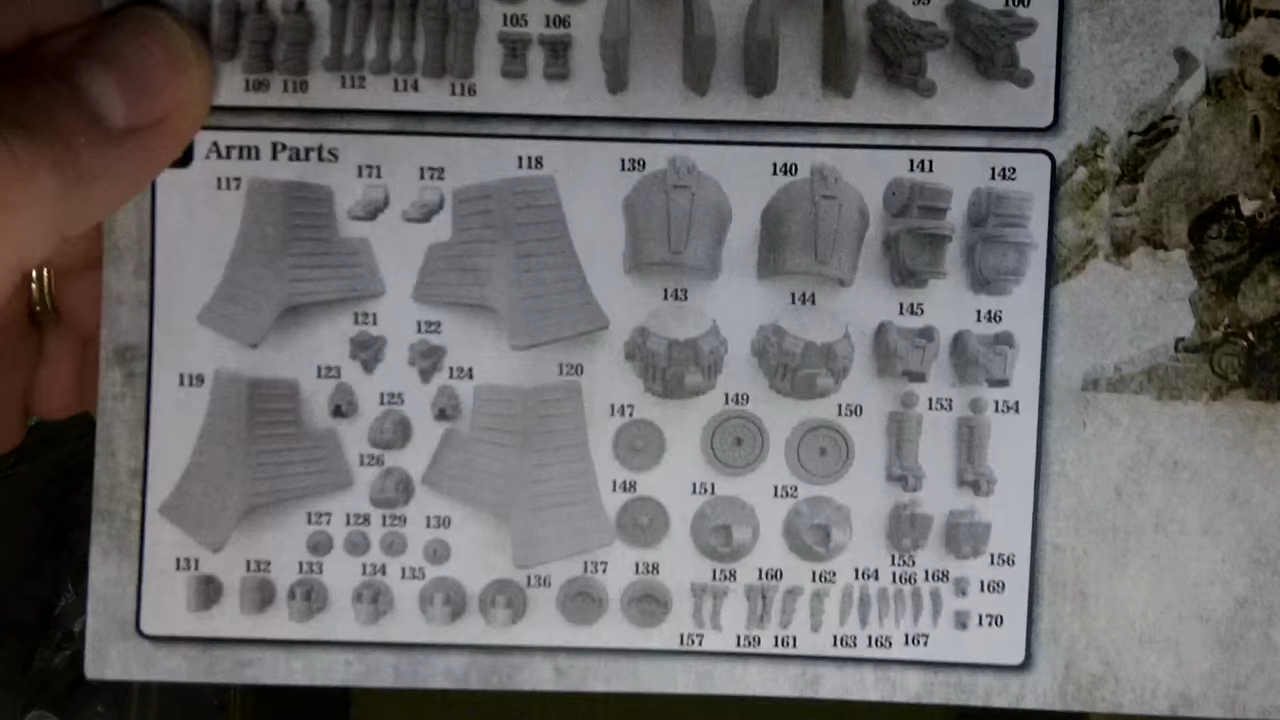 99 100
105 106
109 110 112 114 116
Arm Parts
117 171 172 118 139 140 141 142
121 122 143 144 145 146
119 123 124 120
125 147 149 150 153 154
126
148 151 152
127 128 129 130
155 156
131 132 133 134 135 136 137 138 158 160 162 164 166 168 169
170
157 159 161 163 165 167